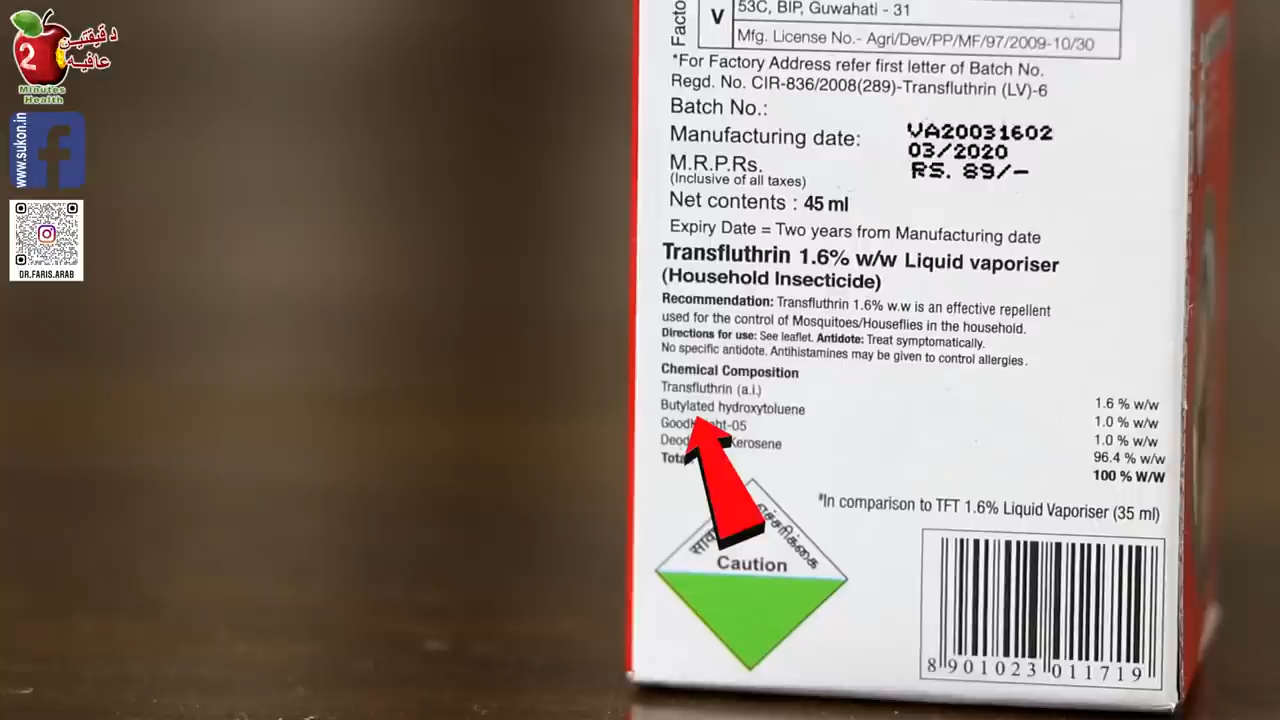 دقيقتين
عافيه
2
Minutes
Health
www.sukon.in
DR.FARIS.ARAB
Facto
V
53C, BIP, Guwahati - 31
Mfg. License No.- Agri/Dev/PP/MF/97/2009-10/30
*For Factory Address refer first letter of Batch No.
Regd. No. CIR-836/2008(289)-Transfluthrin (LV)-6
Batch No.:
Manufacturing date: VA20031602
M.R.P.Rs. 03/2020
(Inclusive of all taxes) RS. 89/-
Net contents : 45 ml
Expiry Date = Two years from Manufacturing date
Transfluthrin 1.6% w/w Liquid vaporiser
(Household Insecticide)
Recommendation: Transfluthrin 1.6% w.w is an effective repellent
used for the control of Mosquitoes/Houseflies in the household.
Directions for use: See leaflet. Antidote: Treat symptomatically.
No specific antidote. Antihistamines may be given to control allergies.
Chemical Composition
Transfluthrin (a.i.) 1.6 % w/w
Butylated hydroxytoluene 1.0 % w/w
ht-05 1.0 % w/w
Kerosene 96.4 % w/w
100 % W/W
#In comparison to TFT 1.6% Liquid Vaporiser (35 ml)
எச்சரிக்கை
Caution
8 901023 011719